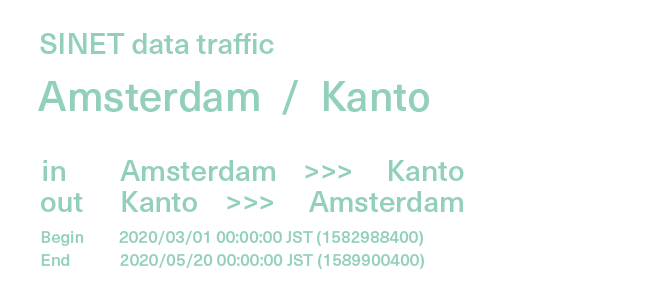 SINET data traffic
Amsterdam / Kanto
in Amsterdam >>> Kanto
out Kanto >>> Amsterdam
Begin 2020/03/01 00:00:00 JST (1582988400)
End 2020/05/20 00:00:00 JST (1589900400)